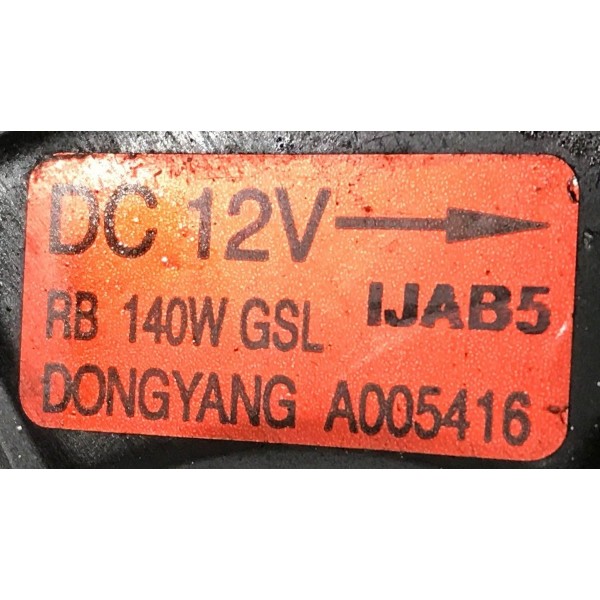 DC 12V
RB 140W GSL IJAB5
DONGYANG A005416